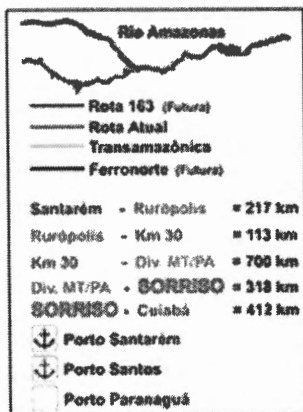 Rio Amazonas
Rota 163 (Futura)
Rota Atual
Transamazônica
Ferronorte (Futura)
Santarém - Rurópolis = 217 km
Rurópolis - Km 30 = 113 km
Km 30 - Div. MT/PA = 700 km
Div. MT/PA - SORRISO = 318 km
SORRISO - Cuiabá = 412 km
Porto Santarém
Porto Santos
Porto Paranaguá